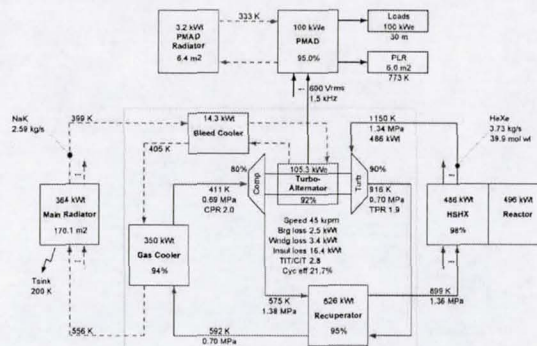 3.2 kWt
PMAD
Radiator
6.4 m2
333 K
100 kWe
PMAD
95.0%
Loads
100 kWe
30 m
PLR
6.0 m2
773 K
600 Vrms
1.5 kHz
NaK
2.59 kg/s
399 K
14.3 kWt
Bleed Cooler
405 K
1150 K
1.34 MPa
486 kWt
HeXe
3.73 kg/s
39.9 mol wt
80%
Comp
105.3 kWe
Turbo-
Alternator
92%
Turb
90%
411 K
0.69 MPa
CPR 2.0
916 K
0.70 MPa
TPR 1.9
364 kWt
Main Radiator
170.1 m2
Tsink
200 K
350 kWt
Gas Cooler
94%
Speed 45 krpm
Brg loss 2.5 kWt
Wndg loss 3.4 kWt
Insul loss 16.4 kWt
TIT/CIT 2.8
Cyc eff 21.7%
486 kWt
HSHX
98%
496 kWt
Reactor
575 K
1.38 MPa
626 kWt
Recuperator
95%
899 K
1.36 MPa
556 K
592 K
0.70 MPa